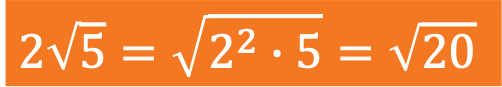 2√5 = √(2² · 5) = √20